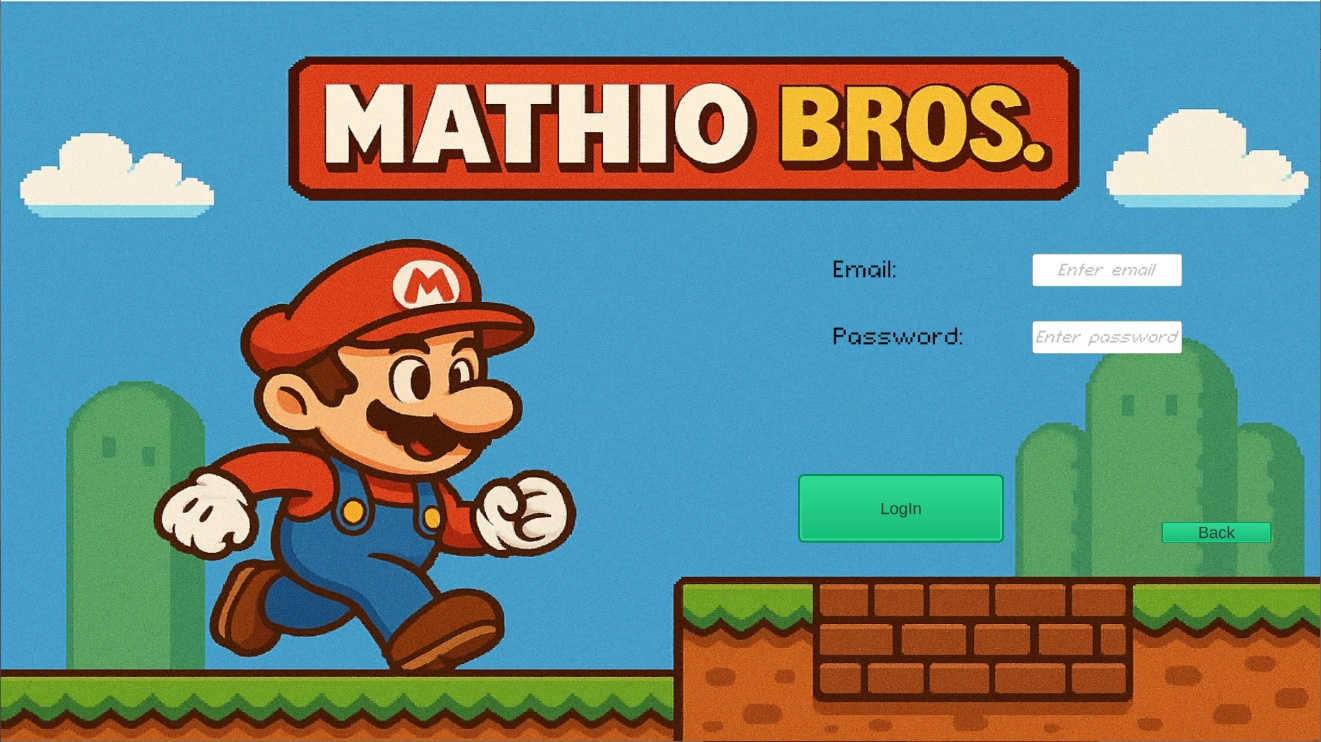 MATHIO BROS.
M
Email: Enter email
Password: Enter password
LogIn
Back